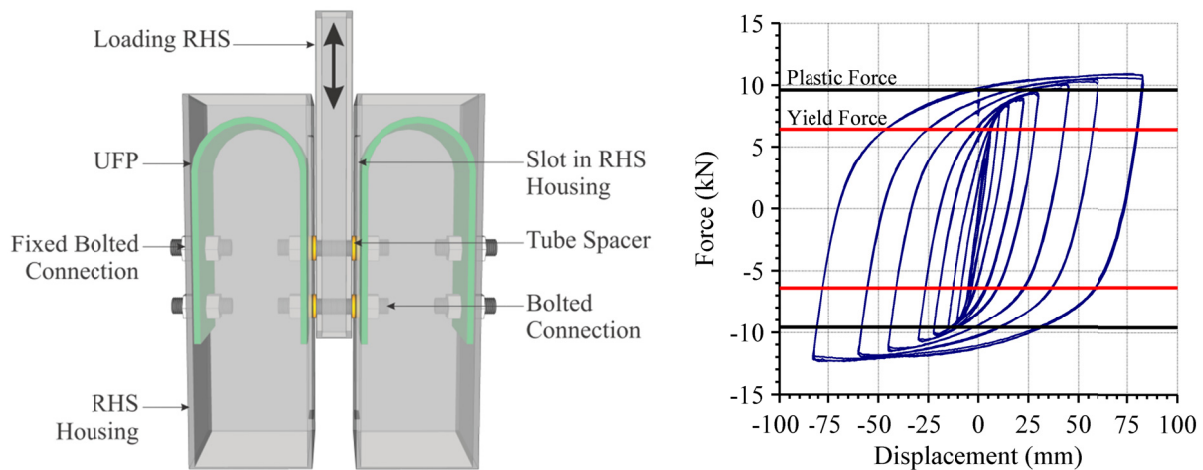 Loading RHS
UFP
Fixed Bolted
Connection
RHS
Housing
Slot in RHS
Housing
Tube Spacer
Bolted
Connection
15
10
5
0
-5
-10
-15
Force (kN)
Plastic Force
Yield Force
-100 -75 -50 -25 0 25 50 75 100
Displacement (mm)